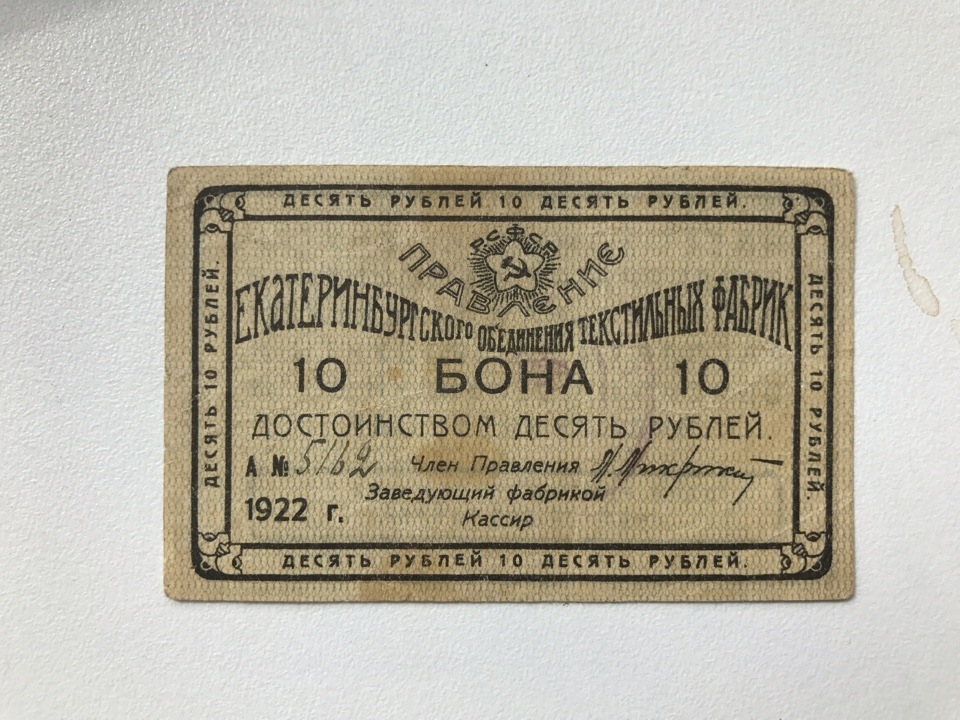 ДЕСЯТЬ РУБЛЕЙ 10 ДЕСЯТЬ РУБЛЕЙ.
РСФСР
ПРАВЛЕНИЕ
ЕКАТЕРИНБУРГСКОГО ОБЪЕДИНЕНИЯ ТЕКСТИЛЬНЫХ ФАБРИК
10 БОНА 10
ДОСТОИНСТВОМ ДЕСЯТЬ РУБЛЕЙ.
А № 5162 Член Правления
Заведующий фабрикой
1922 г. Кассир
ДЕСЯТЬ РУБЛЕЙ 10 ДЕСЯТЬ РУБЛЕЙ.
ДЕСЯТЬ 10 РУБЛЕЙ.
ДЕСЯТЬ 10 РУБЛЕЙ.